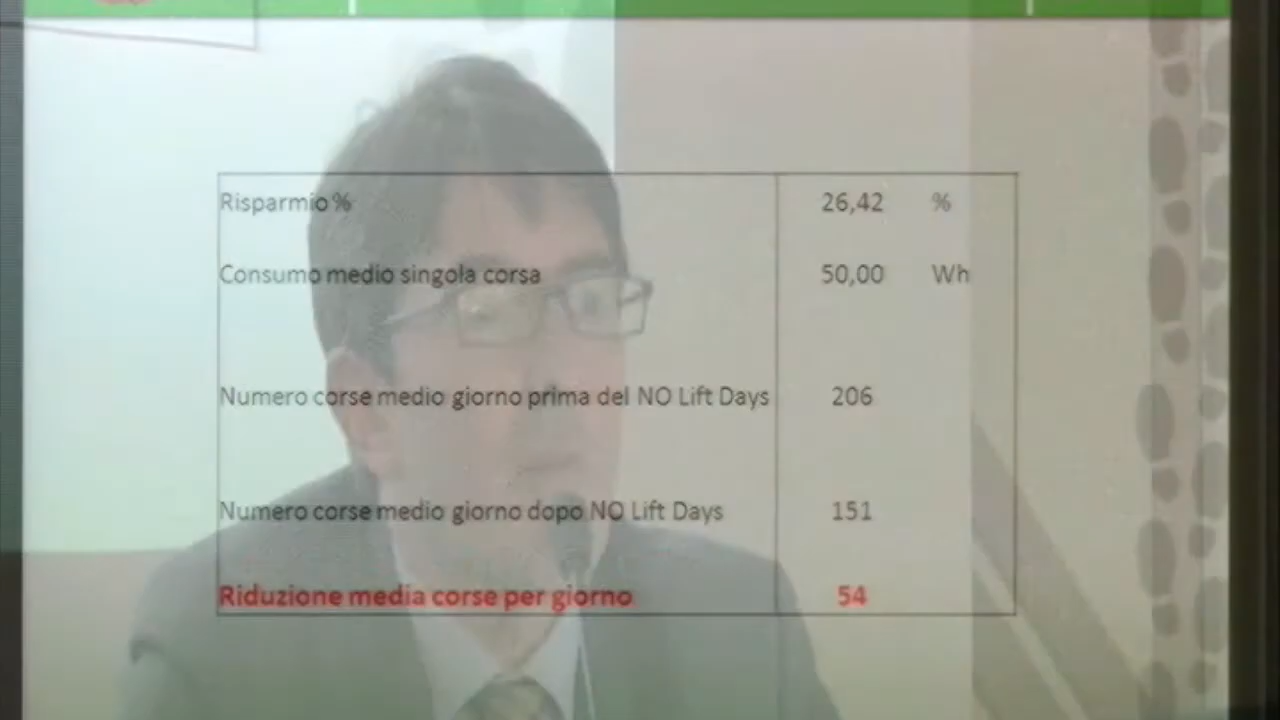 Risparmio % 26,42 %
Consumo medio singola corsa 50,00 Wh
Numero corse medio giorno prima del NO Lift Days 206
Numero corse medio giorno dopo NO Lift Days 151
Riduzione media corse per giorno 54